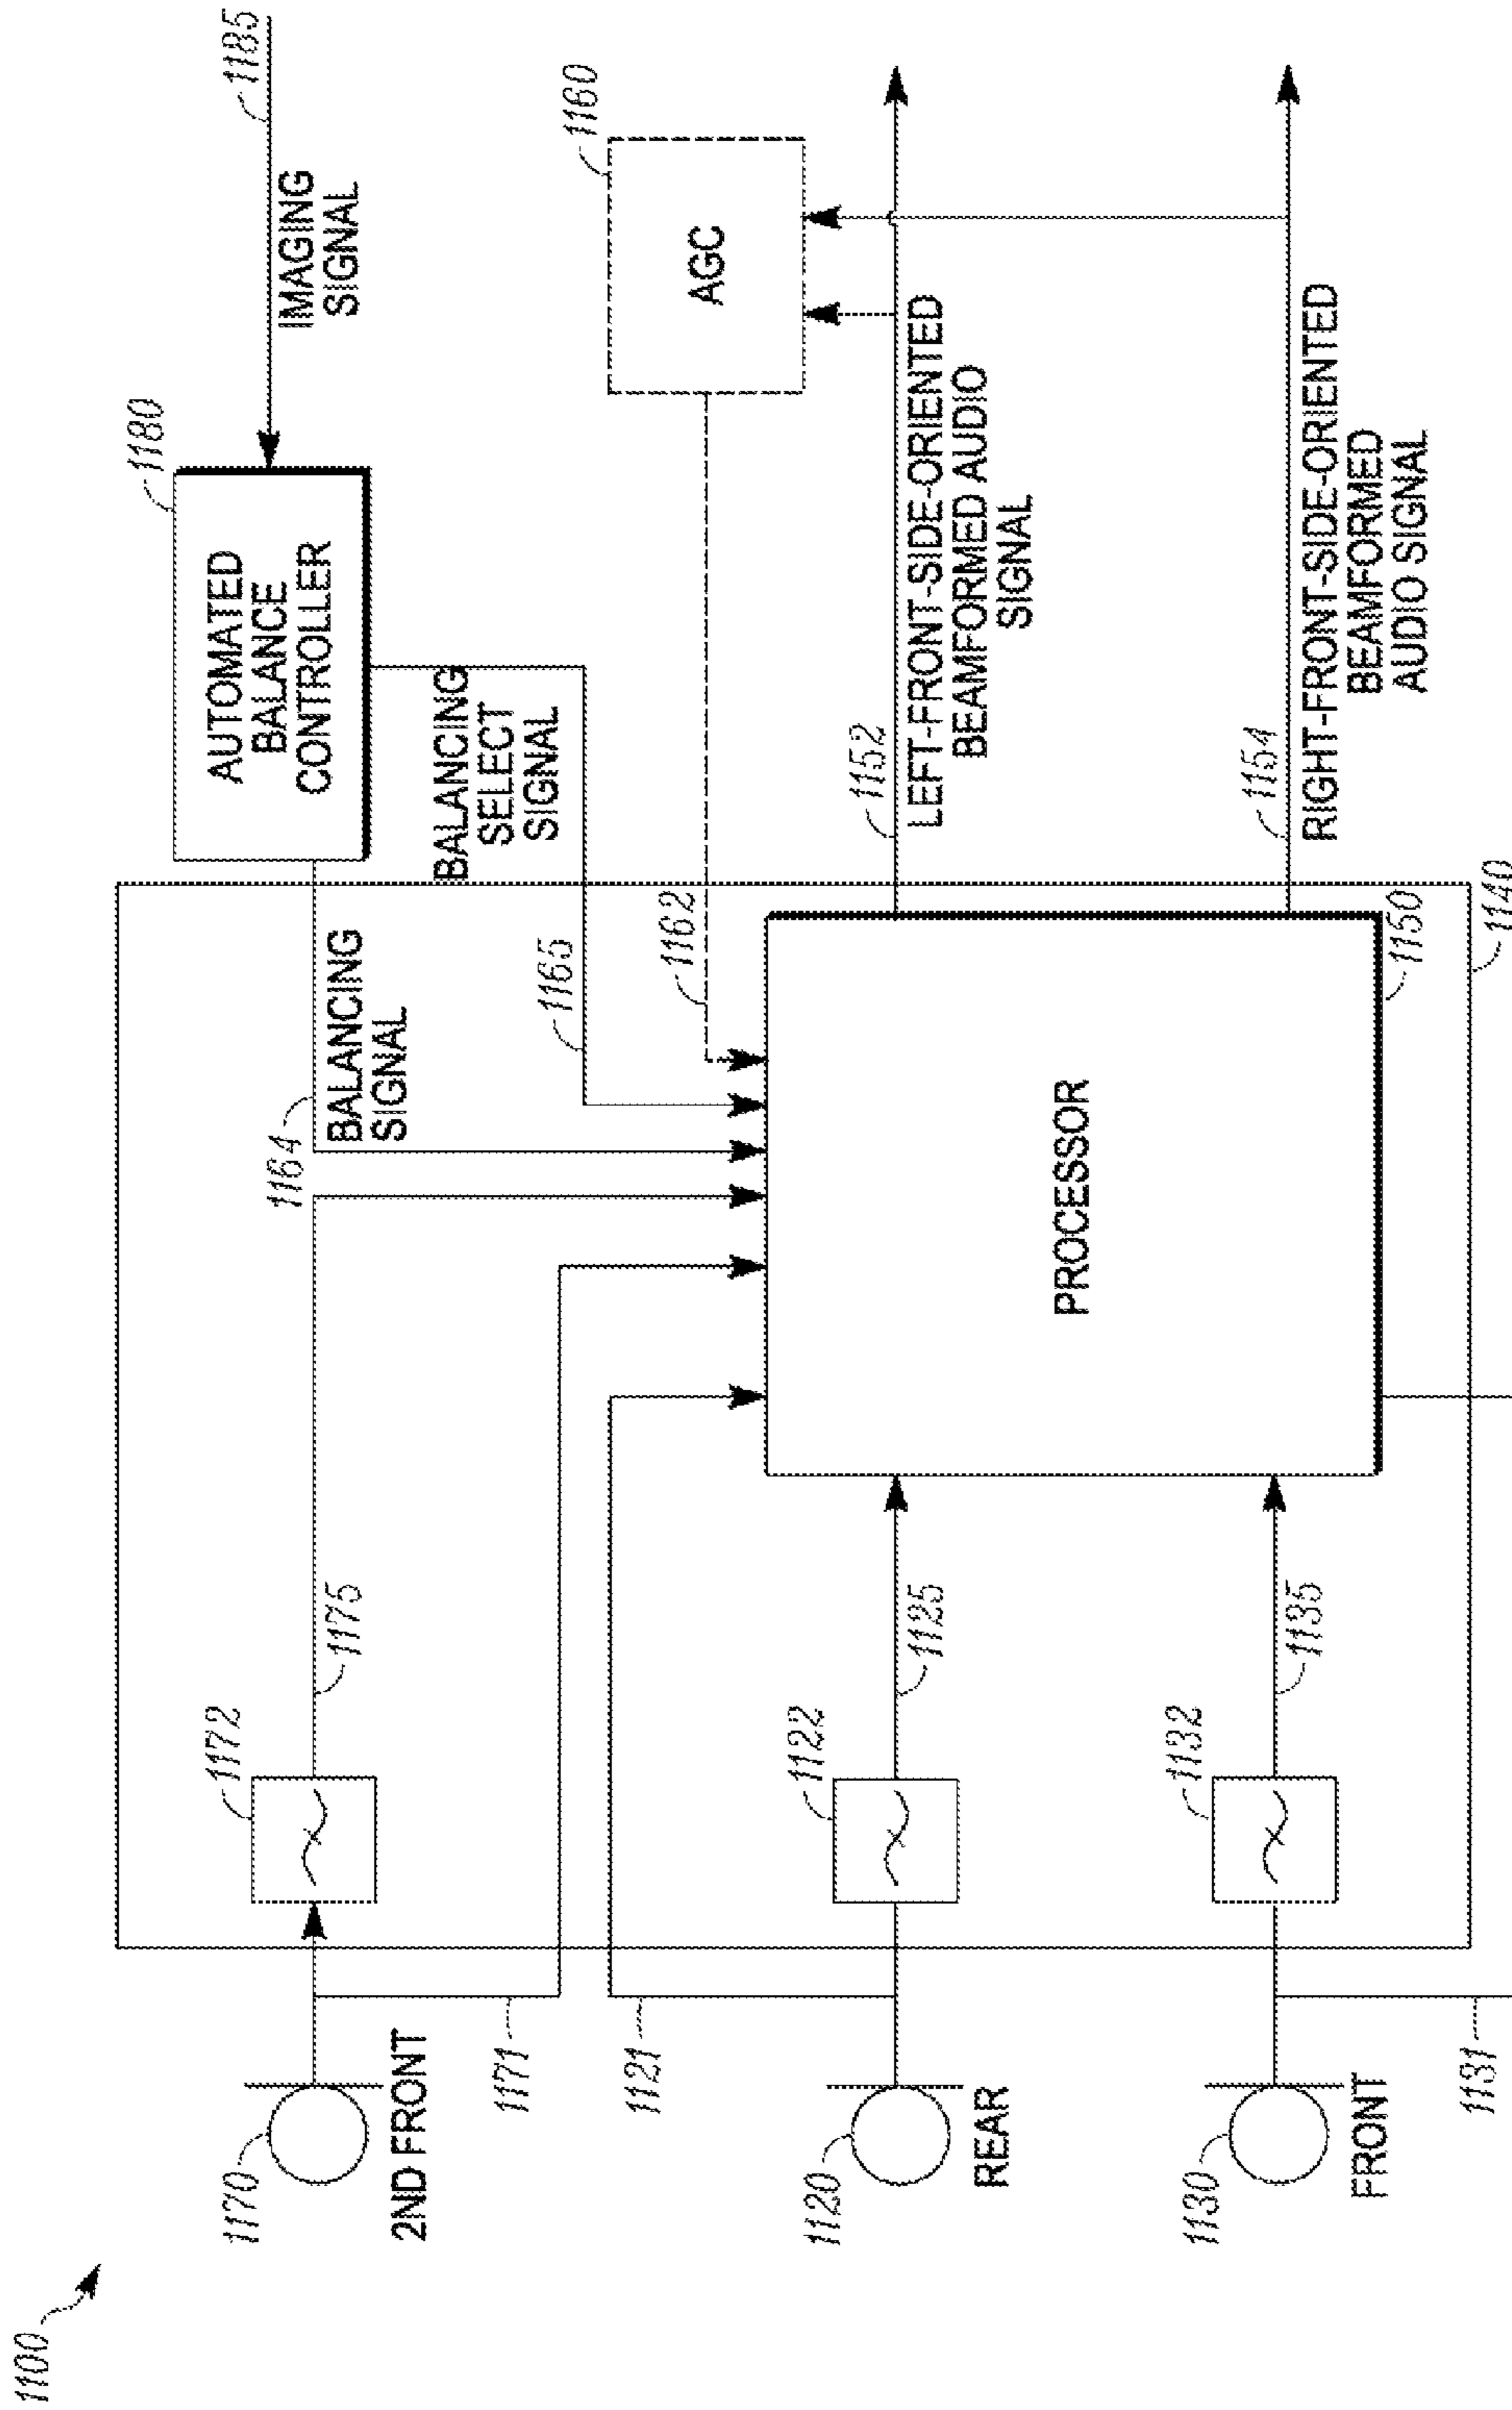 1100
1170
2ND FRONT
1171
1172
1175
1164
BALANCING
SIGNAL
1180
AUTOMATED
BALANCE
CONTROLLER
BALANCING
SELECT
SIGNAL
1165
1185
IMAGING
SIGNAL
1160
AGC
1162
1121
1120
REAR
1122
1125
PROCESSOR
1152
LEFT-FRONT-SIDE-ORIENTED
BEAMFORMED AUDIO
SIGNAL
1130
FRONT
1131
1132
1135
1154
RIGHT-FRONT-SIDE-ORIENTED
BEAMFORMED
AUDIO SIGNAL
1150
1140